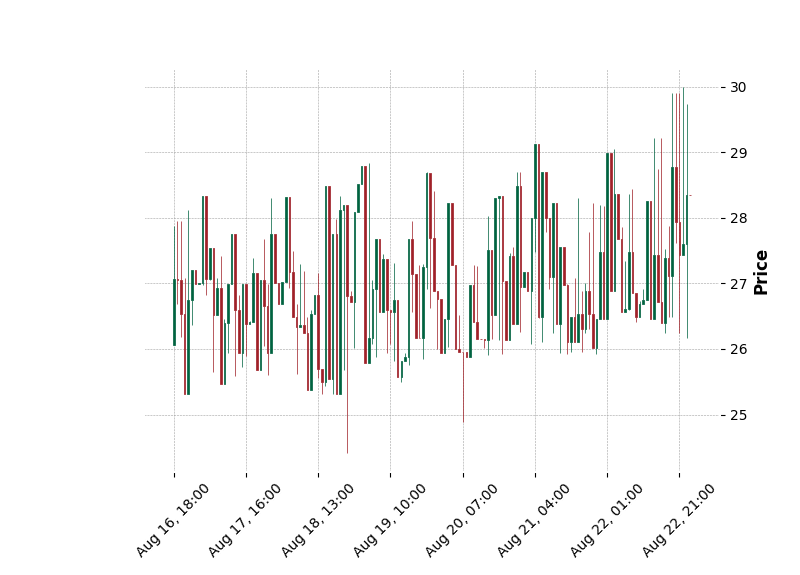 30
29
28
27
26
25
Price
Aug 16, 18:00
Aug 17, 16:00
Aug 18, 13:00
Aug 19, 10:00
Aug 20, 07:00
Aug 21, 04:00
Aug 22, 01:00
Aug 22, 21:00